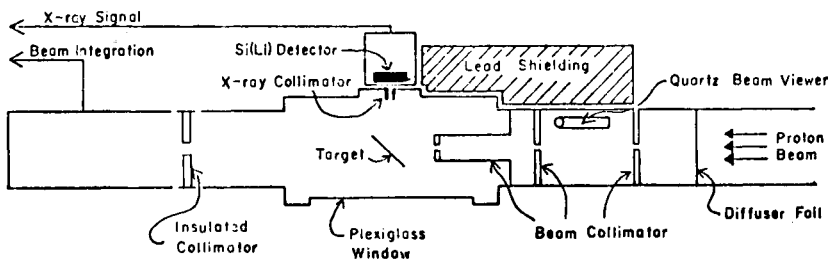 X-ray Signal
Beam Integration
Si(Li) Detector
X-ray Collimator
Lead Shielding
Quartz Beam Viewer
Proton
Beam
Target
Insulated
Collimator
Plexiglass
Window
Beam Collimator
Diffuser Foil